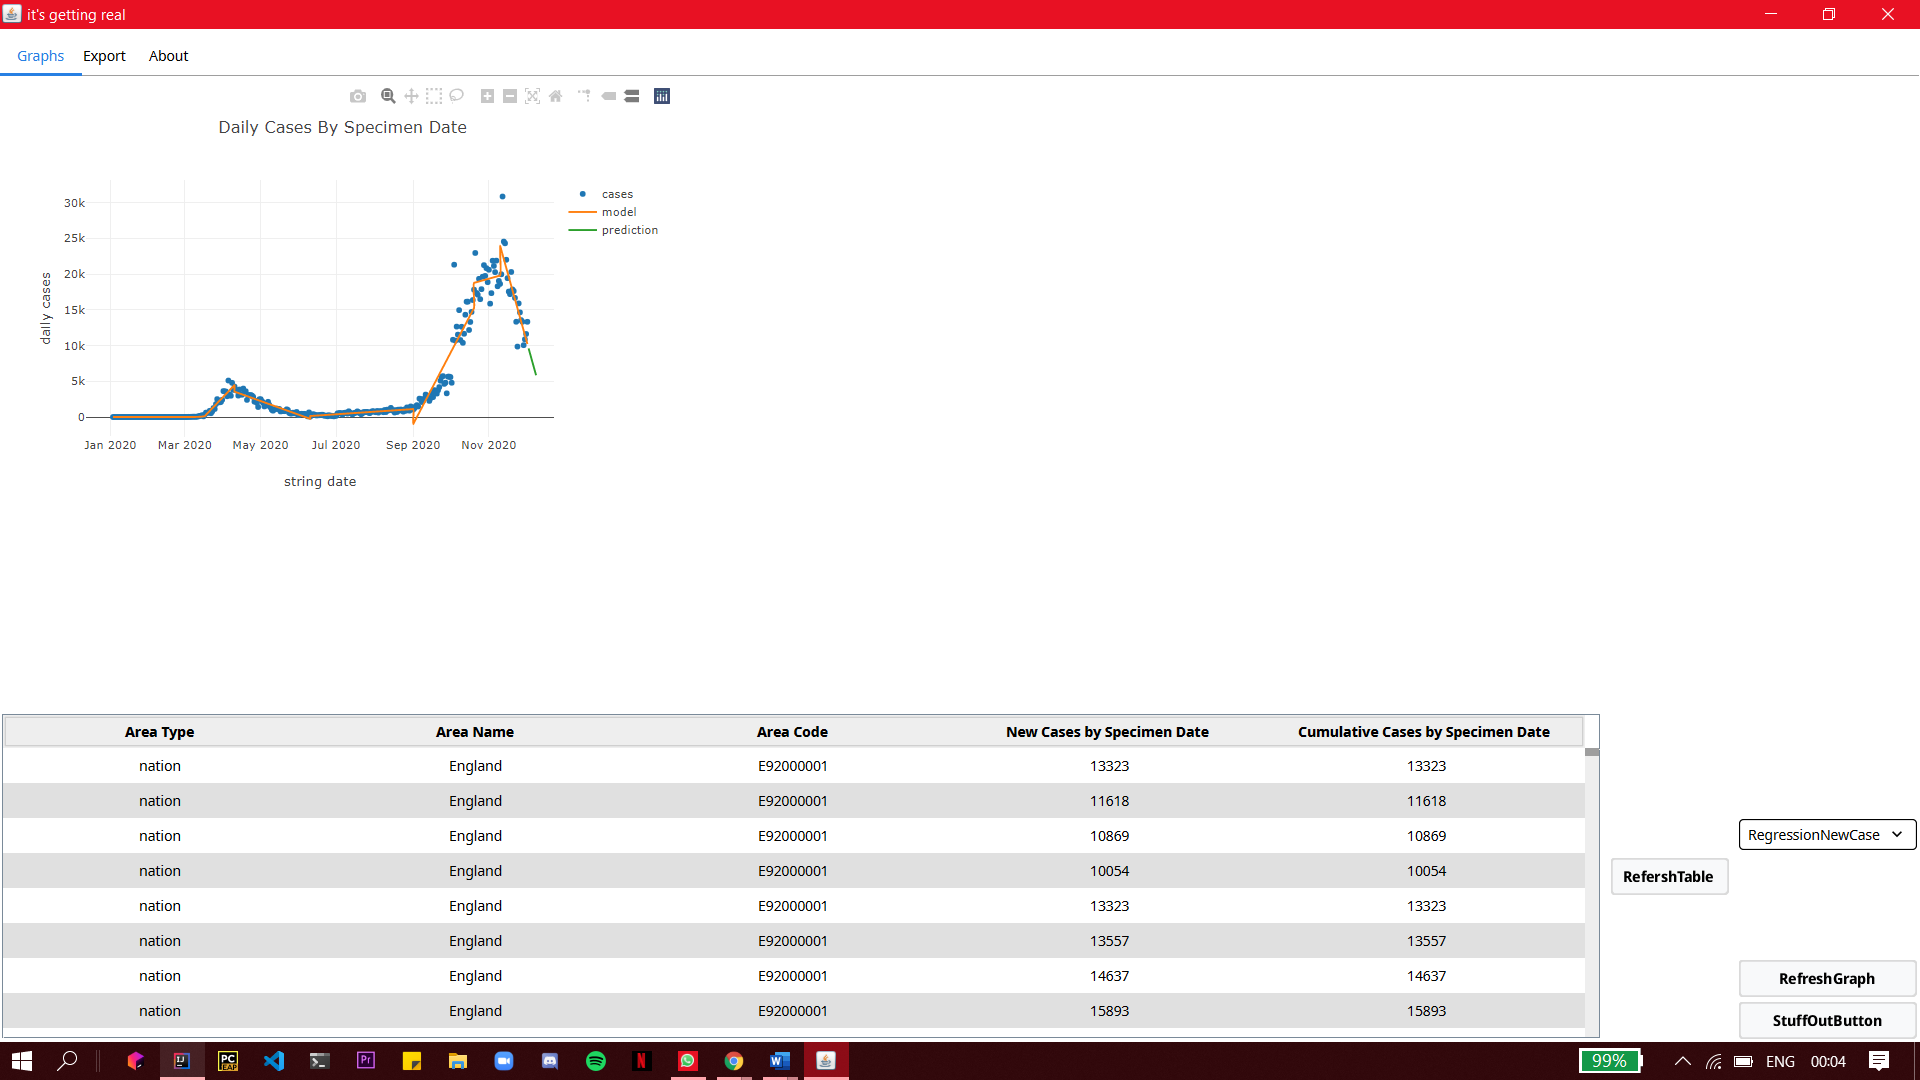 it's getting real
Graphs Export About
Daily Cases By Specimen Date
cases
model
prediction
30k
25k
20k
15k
10k
5k
0
daily cases
Jan 2020 Mar 2020 May 2020 Jul 2020 Sep 2020 Nov 2020
string date
Area Type Area Name Area Code New Cases by Specimen Date Cumulative Cases by Specimen Date
nation England E92000001 13323 13323
nation England E92000001 11618 11618
nation England E92000001 10869 10869
nation England E92000001 10054 10054
nation England E92000001 13323 13323
nation England E92000001 13557 13557
nation England E92000001 14637 14637
nation England E92000001 15893 15893
RegressionNewCase
RefershTable
RefreshGraph
StuffOutButton
IJ PC EAP Pr N W 99% ENG 00:04